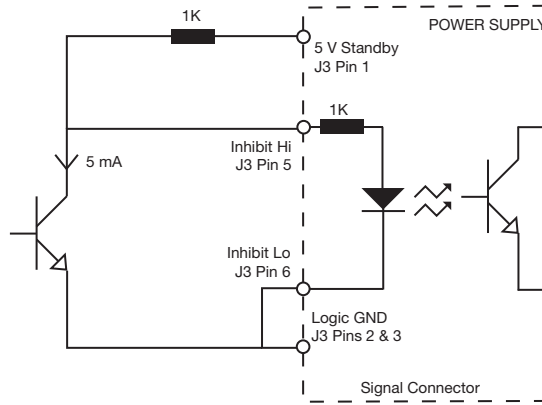 1K
POWER SUPPLY
5 V Standby
J3 Pin 1
1K
Inhibit Hi
J3 Pin 5
5 mA
Inhibit Lo
J3 Pin 6
Logic GND
J3 Pins 2 & 3
Signal Connector